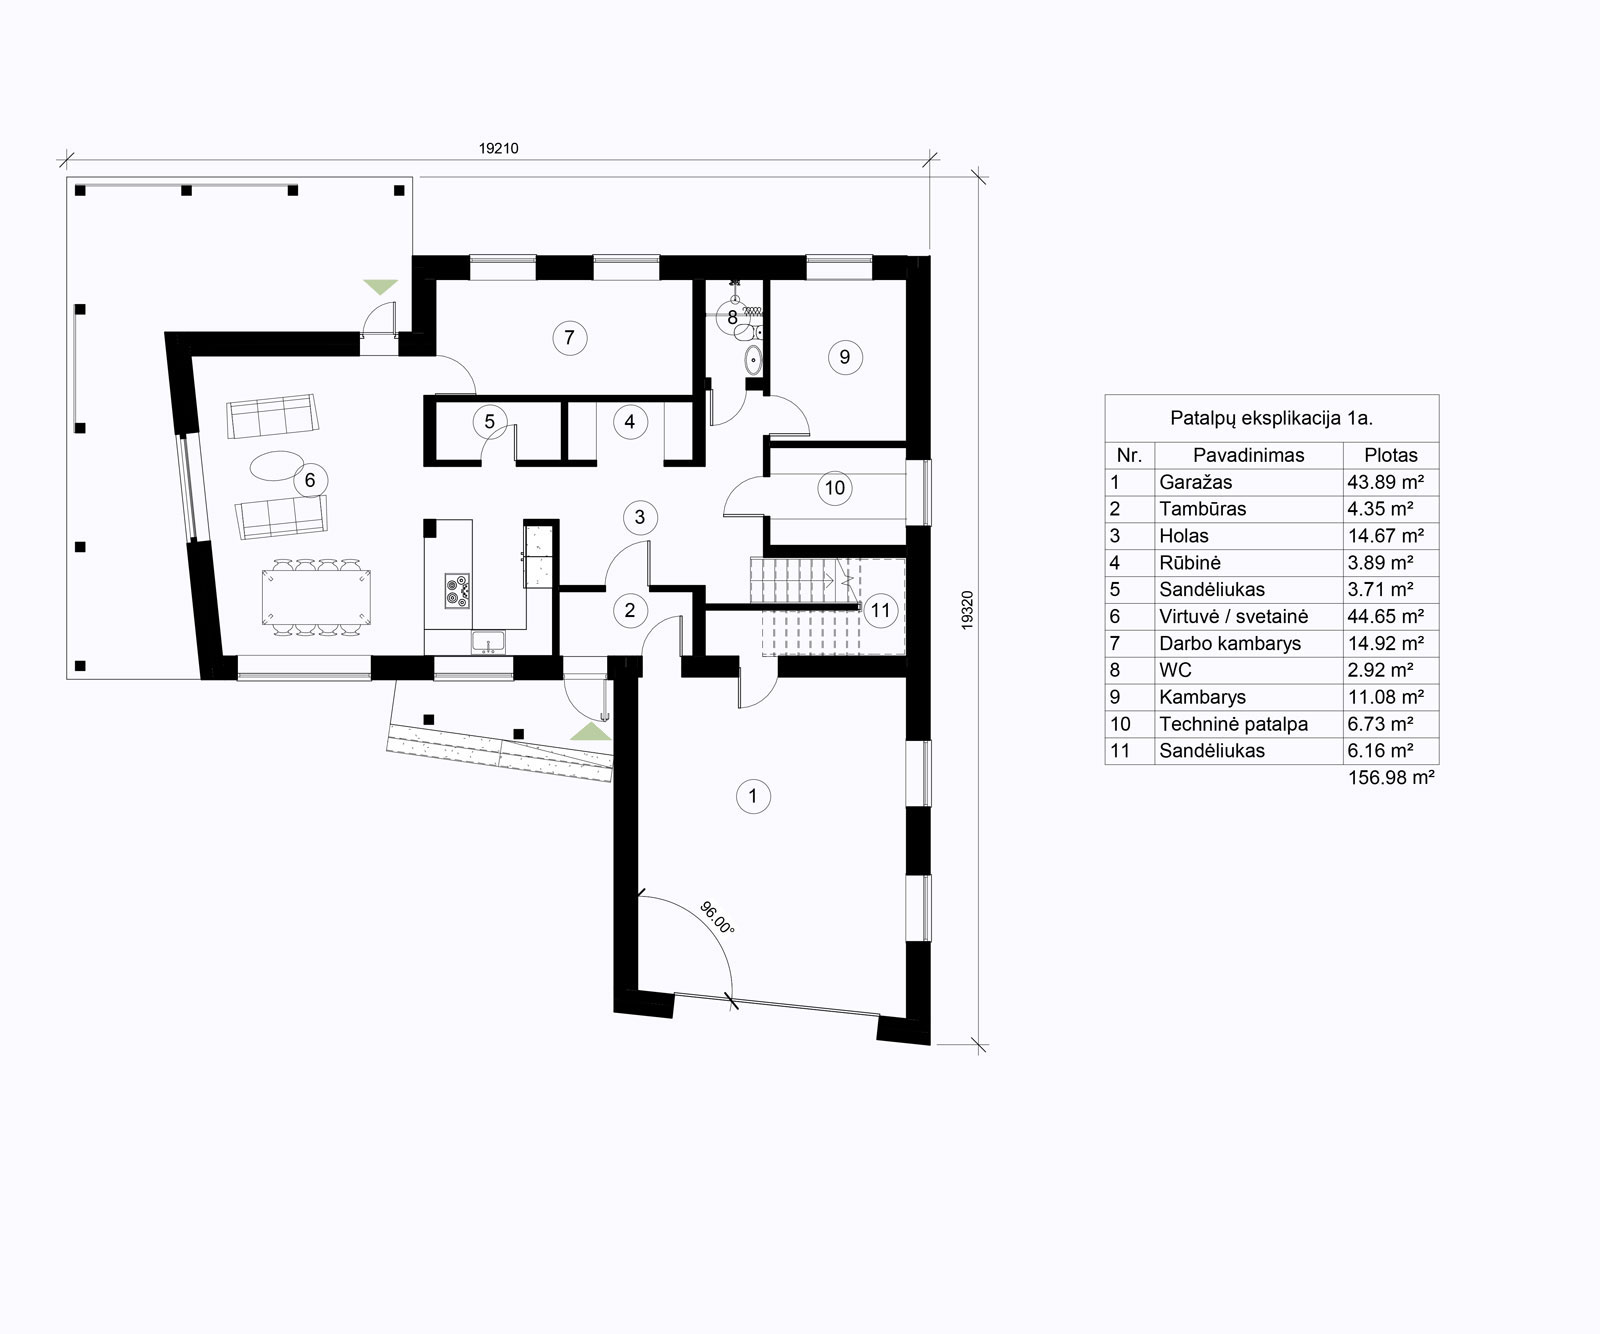 19210
8
7
9
5
4
6
10
3
2
11
19320
1
96.00°
Patalpų eksplikacija 1a.
Nr. Pavadinimas Plotas
1 Garažas 43.89 m²
2 Tambūras 4.35 m²
3 Holas 14.67 m²
4 Rūbinė 3.89 m²
5 Sandėliukas 3.71 m²
6 Virtuvė / svetainė 44.65 m²
7 Darbo kambarys 14.92 m²
8 WC 2.92 m²
9 Kambarys 11.08 m²
10 Techninė patalpa 6.73 m²
11 Sandėliukas 6.16 m²
156.98 m²